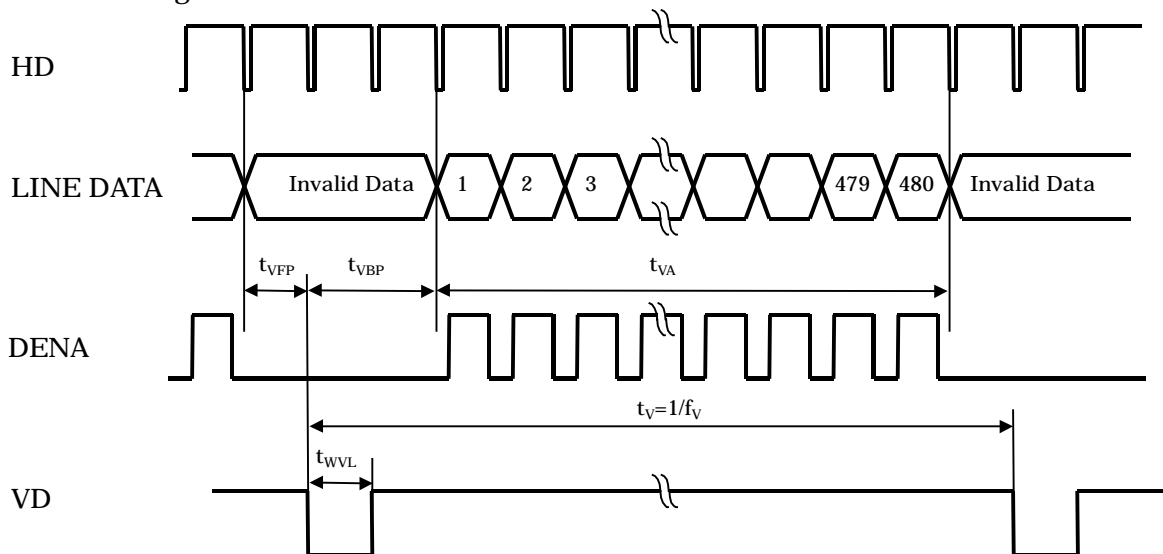 HD
LINE DATA
Invalid Data 1 2 3 479 480 Invalid Data
tVFP tVBP tVA
DENA
tV=1/fV
tWVL
VD